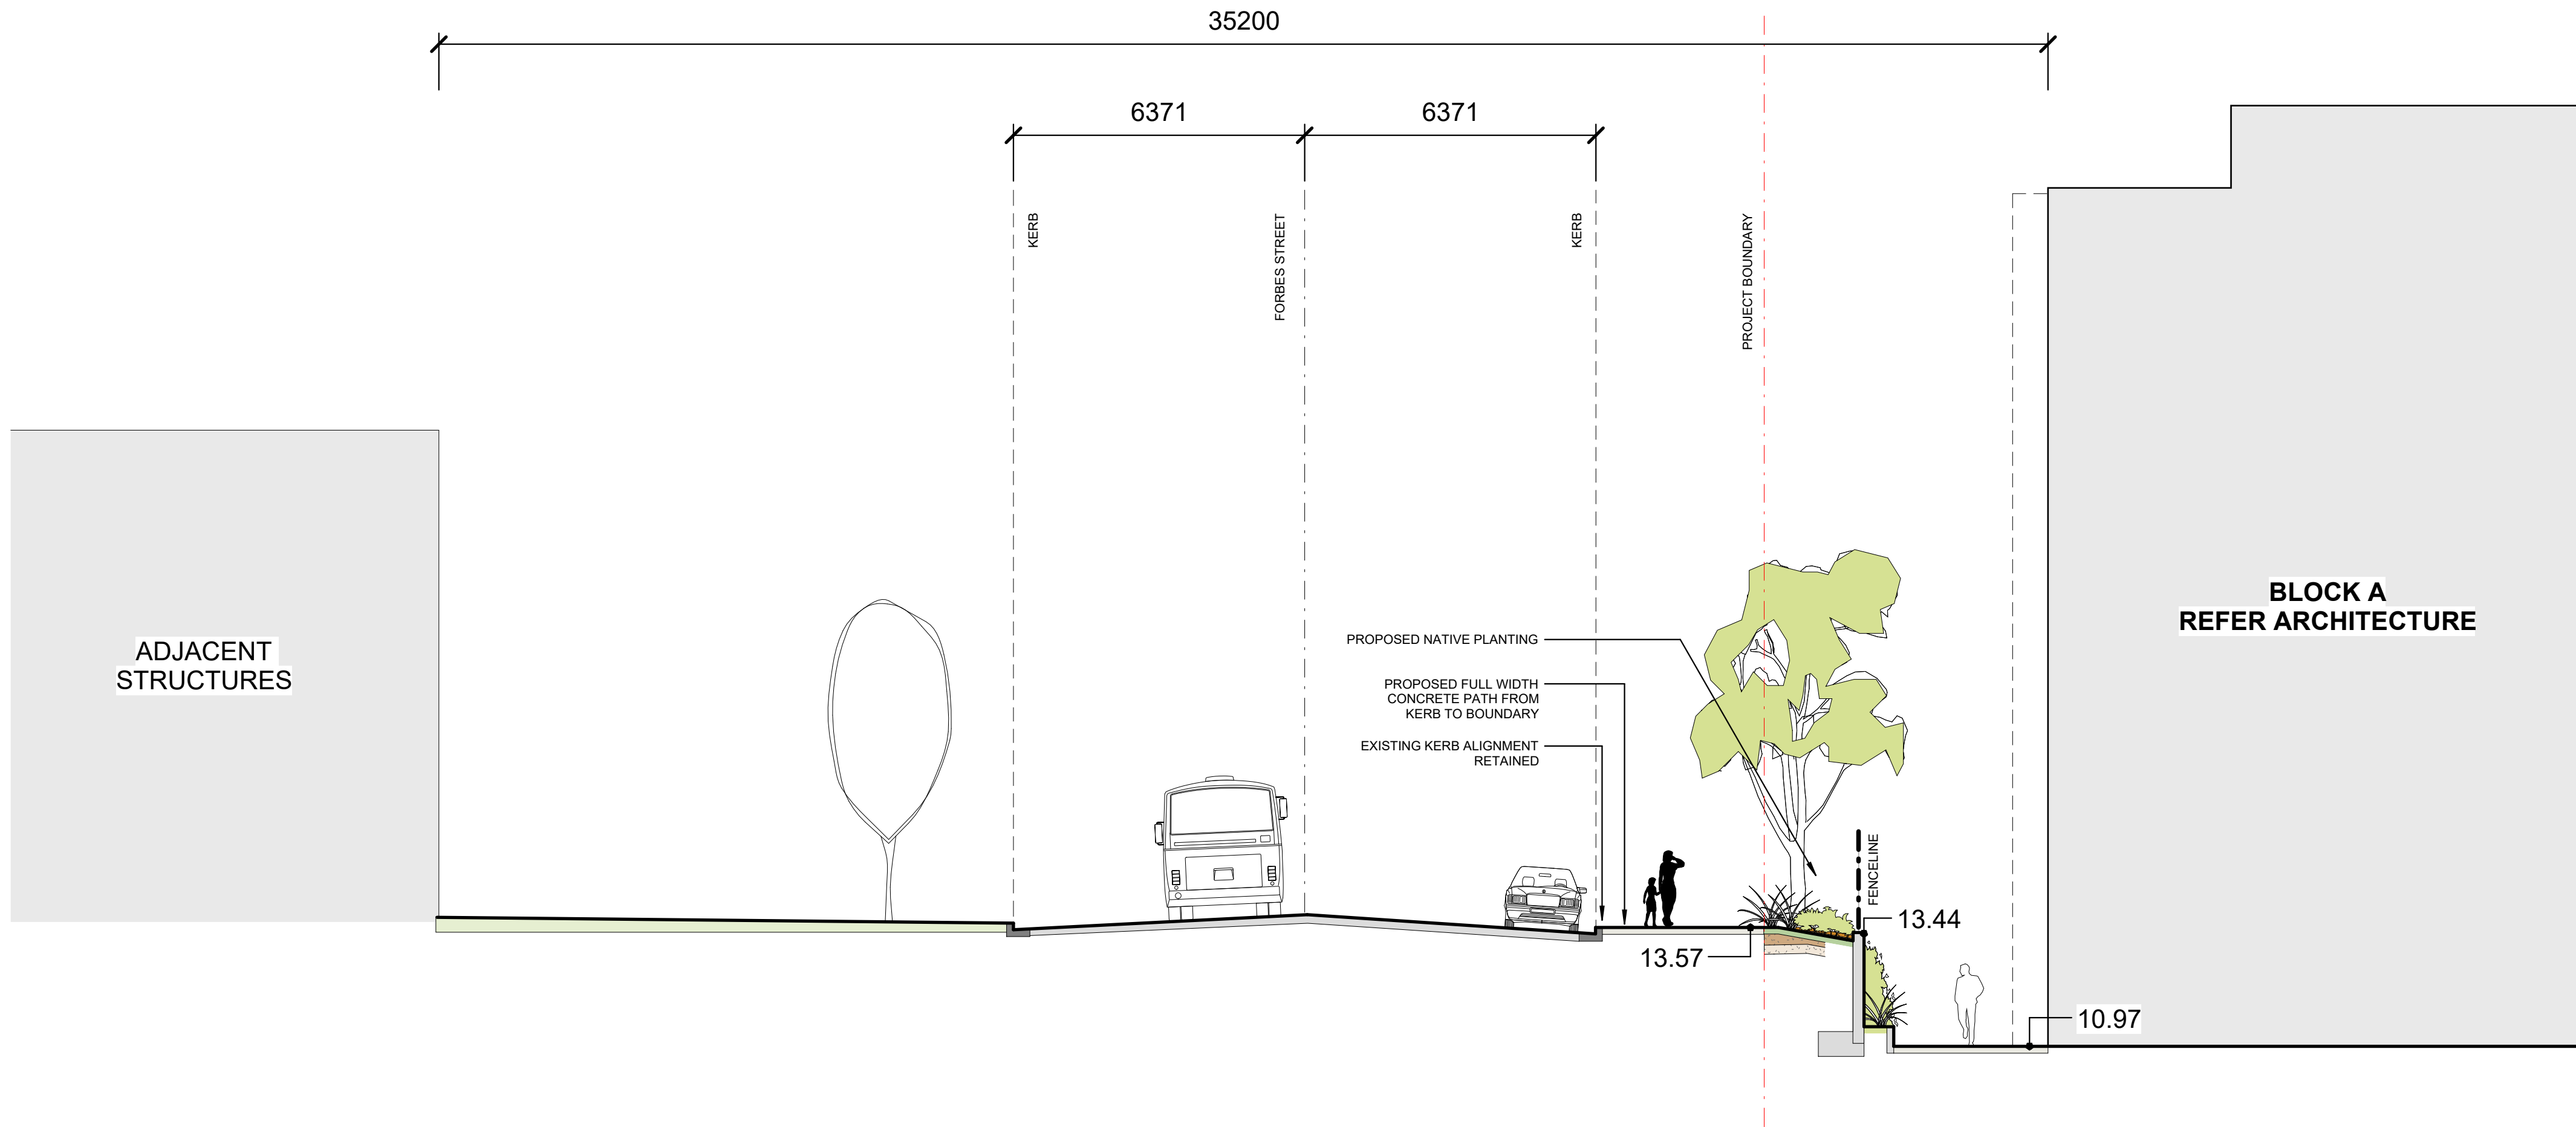 35200
6371
6371
KERB
FORBES STREET
KERB
PROJECT BOUNDARY
ADJACENT
STRUCTURES
BLOCK A
REFER ARCHITECTURE
PROPOSED NATIVE PLANTING
PROPOSED FULL WIDTH
CONCRETE PATH FROM
KERB TO BOUNDARY
EXISTING KERB ALIGNMENT
RETAINED
FENCELINE
13.44
13.57
10.97